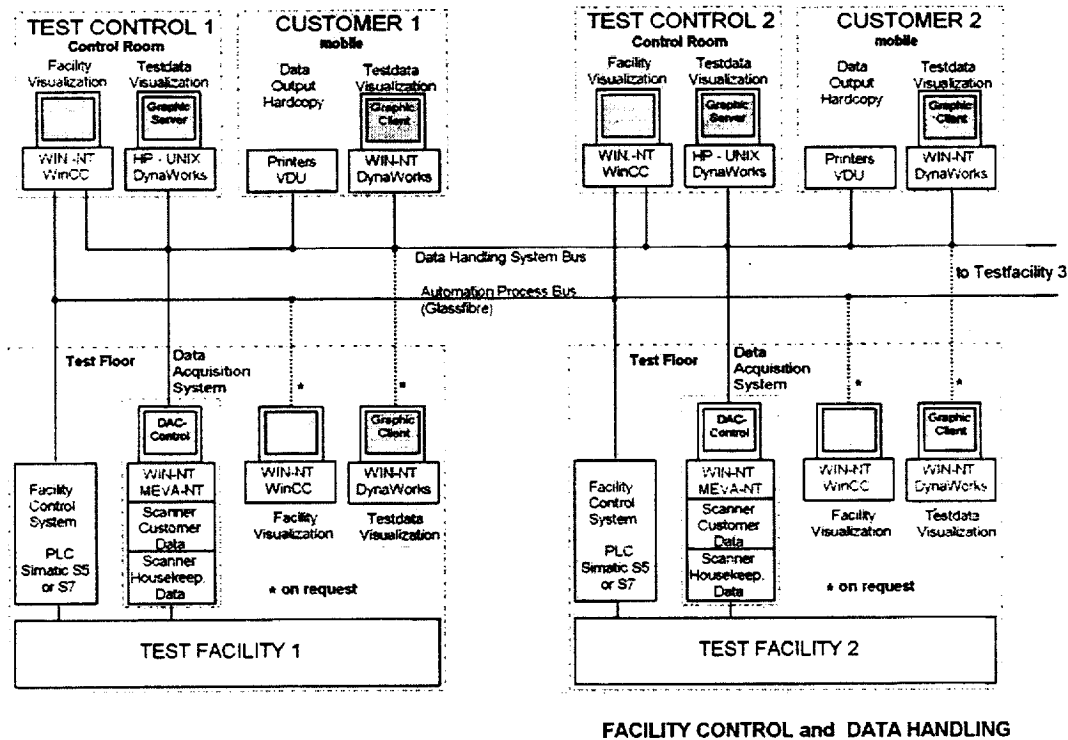 TEST CONTROL 1
Control Room
Facility
Visualization
Testdata
Visualization
Graphic
Server
WIN.-NT
WinCC
HP - UNIX
DynaWorks
CUSTOMER 1
mobile
Data
Output
Hardcopy
Testdata
Visualization
Graphic
Client
Printers
VDU
WIN-NT
DynaWorks
TEST CONTROL 2
Control Room
Facility
Visualization
Testdata
Visualization
Graphic
Server
WIN.-NT
WinCC
HP - UNIX
DynaWorks
CUSTOMER 2
mobile
Data
Output
Hardcopy
Testdata
Visualization
Graphic
Client
Printers
VDU
WIN-NT
DynaWorks
Data Handling System Bus
to Testfacility 3
Automation Process Bus
(Glassfibre)
Test Floor
Data
Acquisition
System
*
*
DAC-
Control
Graphic
Client
Facility
Control
System
PLC
Simatic S5
or S7
WIN-NT
MEVA-NT
Scanner
Customer
Data
Scanner
Housekeep.
Data
WIN-NT
WinCC
Facility
Visualization
WIN-NT
DynaWorks
Testdata
Visualization
* on request
TEST FACILITY 1
Test Floor
Data
Acquisition
System
*
*
DAC-
Control
Graphic
Client
Facility
Control
System
PLC
Simatic S5
or S7
WIN-NT
MEVA-NT
Scanner
Customer
Data
Scanner
Housekeep.
Data
WIN-NT
WinCC
Facility
Visualization
WIN-NT
DynaWorks
Testdata
Visualization
* on request
TEST FACILITY 2
FACILITY CONTROL and DATA HANDLING